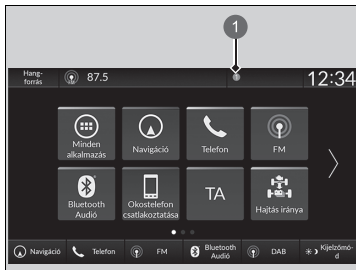 1
Hang-
forrás
87.5
12:34
Minden
alkalmazás
Navigáció
Telefon
FM
Bluetooth
Audió
Okostelefon
csatlakoztatása
TA
Hajtás iránya
Navigáció
Telefon
FM
Bluetooth
Audió
DAB
Kijelzőmó-
d